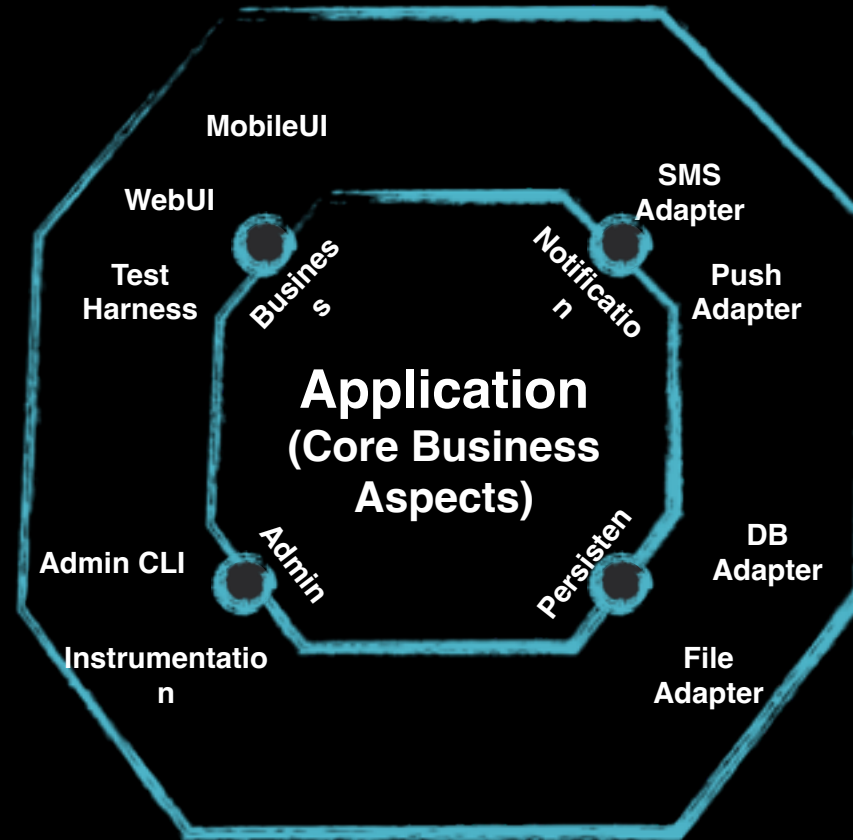 MobileUI
WebUI
Test
Harness
SMS
Adapter
Push
Adapter
Busines
s
Notificatio
n
Application
(Core Business
Aspects)
Admin CLI
Instrumentatio
n
Admin
Persisten
DB
Adapter
File
Adapter